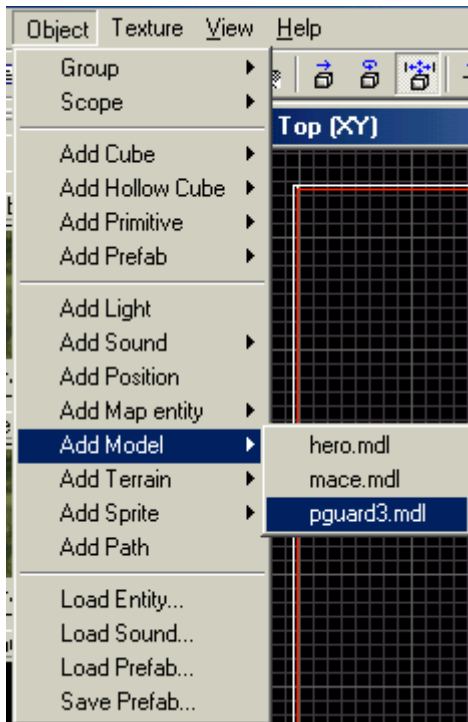 Object Texture View Help
Group
Scope
Top (XY)
Add Cube
Add Hollow Cube
Add Primitive
Add Prefab
Add Light
Add Sound
Add Position
Add Map entity
Add Model
hero.mdl
Add Terrain
mace.mdl
Add Sprite
pguard3.mdl
Add Path
Load Entity...
Load Sound...
Load Prefab...
Save Prefab...